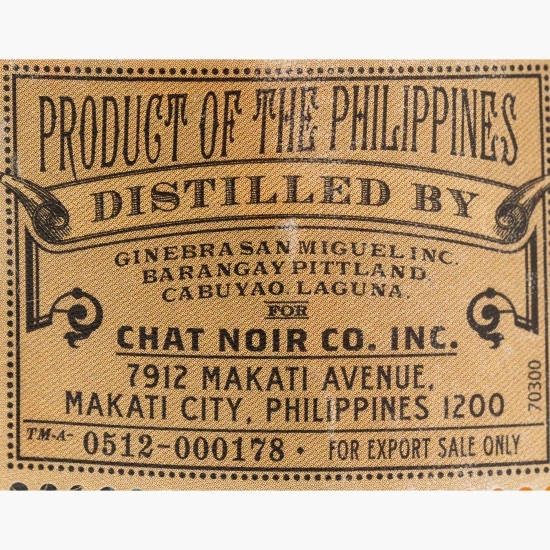 PRODUCT OF THE PHILIPPINES
DISTILLED BY
GINEBRA SAN MIGUEL INC.
BARANGAY PITTLAND
CABUYAO, LAGUNA.
FOR
CHAT NOIR CO. INC.
7912 MAKATI AVENUE,
MAKATI CITY, PHILIPPINES 1200
70300
TM-A- 0512-000178 · FOR EXPORT SALE ONLY